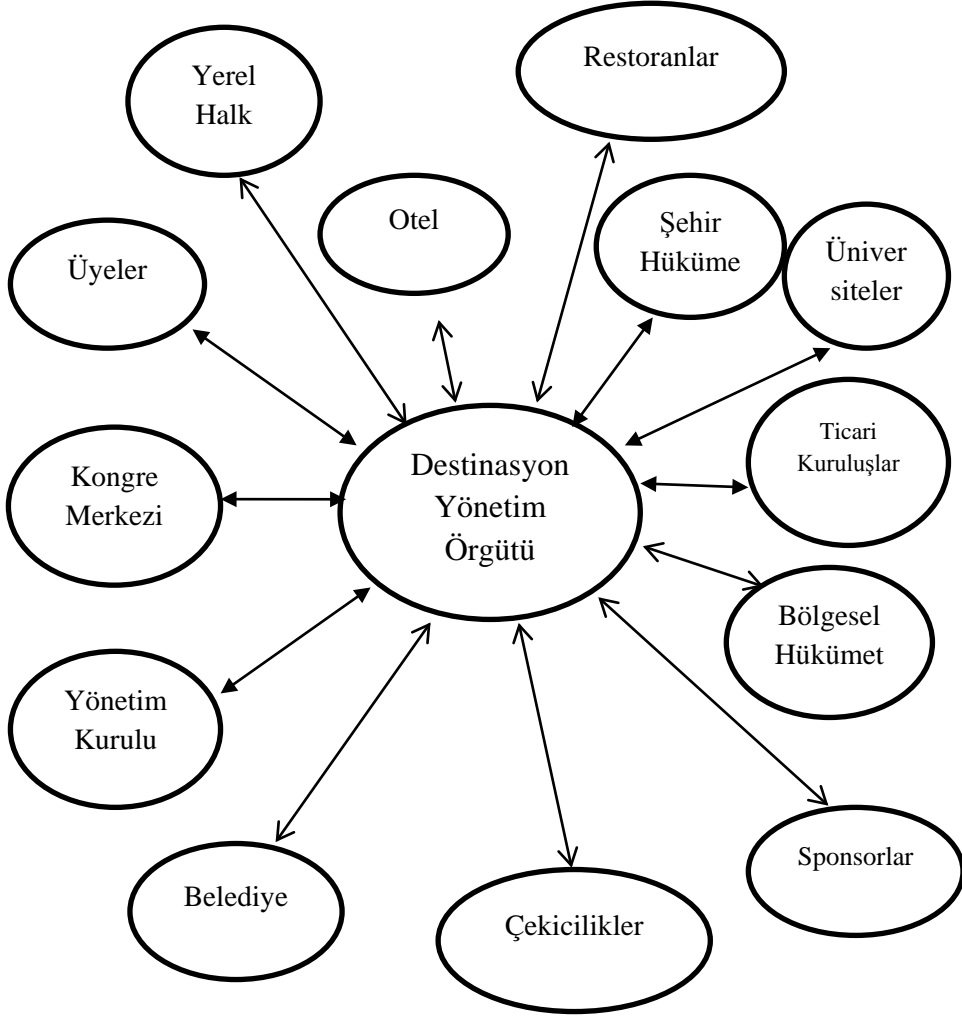 Yerel
Halk
Restoranlar
Otel
Şehir
Hüküme
Üniver
siteler
Üyeler
Ticari
Kuruluşlar
Destinasyon
Yönetim
Örgütü
Kongre
Merkezi
Bölgesel
Hükümet
Yönetim
Kurulu
Sponsorlar
Belediye
Çekicilikler